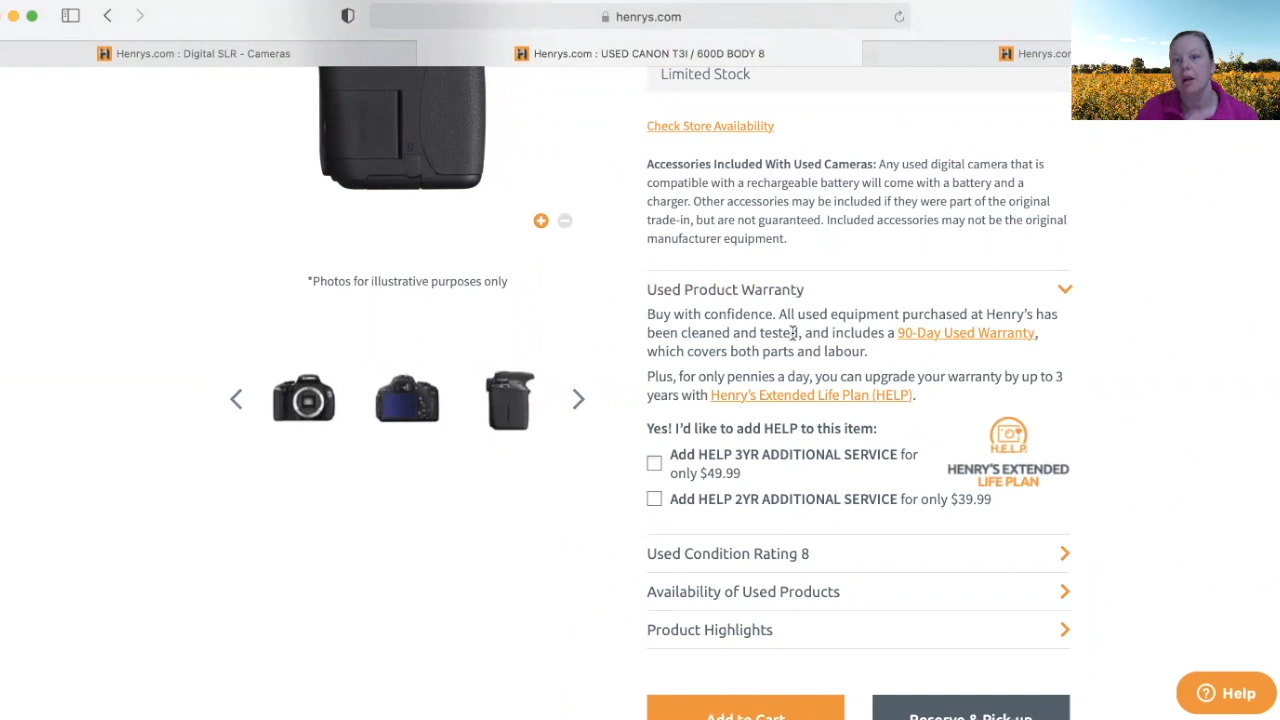 henrys.com
Henrys.com : Digital SLR - Cameras
Henrys.com : USED CANON T3I / 600D BODY 8
Henrys.cor
Limited Stock
Check Store Availability
Accessories Included With Used Cameras: Any used digital camera that is
compatible with a rechargeable battery will come with a battery and a
charger. Other accessories may be included if they were part of the original
trade-in, but are not guaranteed. Included accessories may not be the original
manufacturer equipment.
*Photos for illustrative purposes only
Used Product Warranty
Buy with confidence. All used equipment purchased at Henry's has
been cleaned and tested, and includes a 90-Day Used Warranty,
which covers both parts and labour.
Plus, for only pennies a day, you can upgrade your warranty by up to 3
years with Henry's Extended Life Plan (HELP).
Yes! I'd like to add HELP to this item:
Add HELP 3YR ADDITIONAL SERVICE for
only $49.99
Add HELP 2YR ADDITIONAL SERVICE for only $39.99
H.E.L.P.
HENRY'S EXTENDED
LIFE PLAN
Used Condition Rating 8
Availability of Used Products
Product Highlights
Add to Cart
Reserve & Pick up
Help